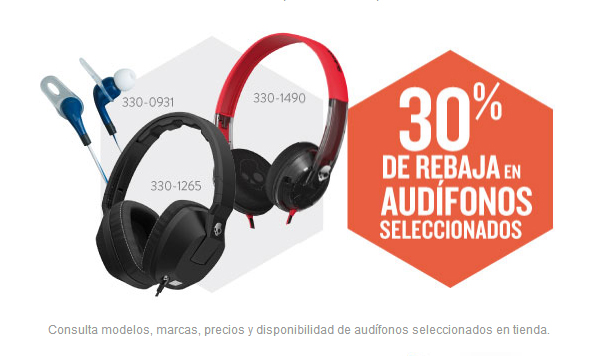 330-0931
330-1490
330-1265
30%
DE REBAJA EN
AUDÍFONOS
SELECCIONADOS
Consulta modelos, marcas, precios y disponibilidad de audífonos seleccionados en tienda.